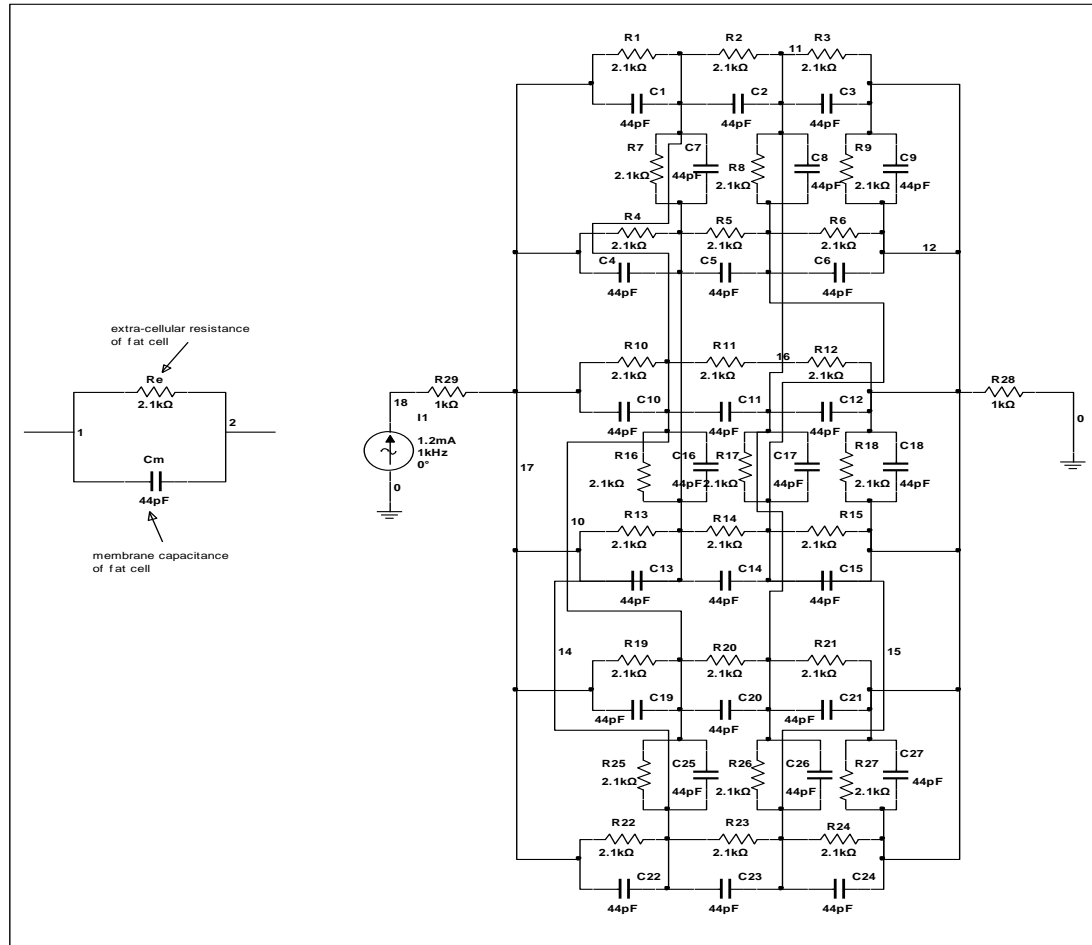 R1
R2
11
R3
2.1kΩ
2.1kΩ
2.1kΩ
C1
C2
C3
44pF
44pF
44pF
R7
C7
R8
C8
R9
C9
2.1kΩ
44pF
2.1kΩ
44pF
2.1kΩ
44pF
R4
R5
R6
2.1kΩ
2.1kΩ
2.1kΩ
12
C4
C5
C6
44pF
44pF
44pF
extra-cellular resistance
of fat cell
Re
2.1kΩ
1
2
Cm
44pF
membrane capacitance
of fat cell
R10
R11
16
R12
2.1kΩ
2.1kΩ
2.1kΩ
R29
1kΩ
18
I1
1.2mA
1kHz
0°
0
R28
1kΩ
0
C10
C11
C12
44pF
44pF
44pF
R16
C16
R17
C17
R18
C18
2.1kΩ
44pF
2.1kΩ
44pF
2.1kΩ
44pF
17
10
R13
R14
R15
2.1kΩ
2.1kΩ
2.1kΩ
C13
C14
C15
44pF
44pF
44pF
14
15
R19
R20
R21
2.1kΩ
2.1kΩ
2.1kΩ
C19
C20
C21
44pF
44pF
44pF
R25
C25
R26
C26
R27
C27
2.1kΩ
44pF
2.1kΩ
44pF
2.1kΩ
44pF
R22
R23
R24
2.1kΩ
2.1kΩ
2.1kΩ
C22
C23
C24
44pF
44pF
44pF